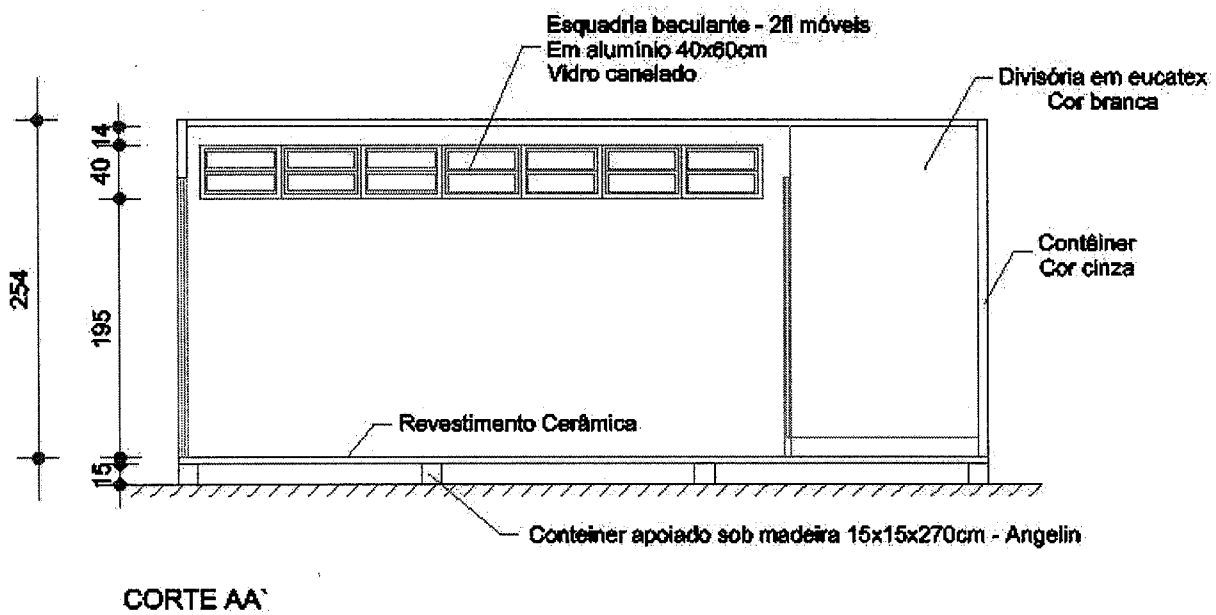 Esquadria baculante - 2fl móveis
Em alumínio 40x60cm
Vidro canelado
Divisória em eucatex
Cor branca
14
40
254
195
15
Contêiner
Cor cinza
Revestimento Cerâmica
Conteiner apoiado sob madeira 15x15x270cm - Angelin
CORTE AA`